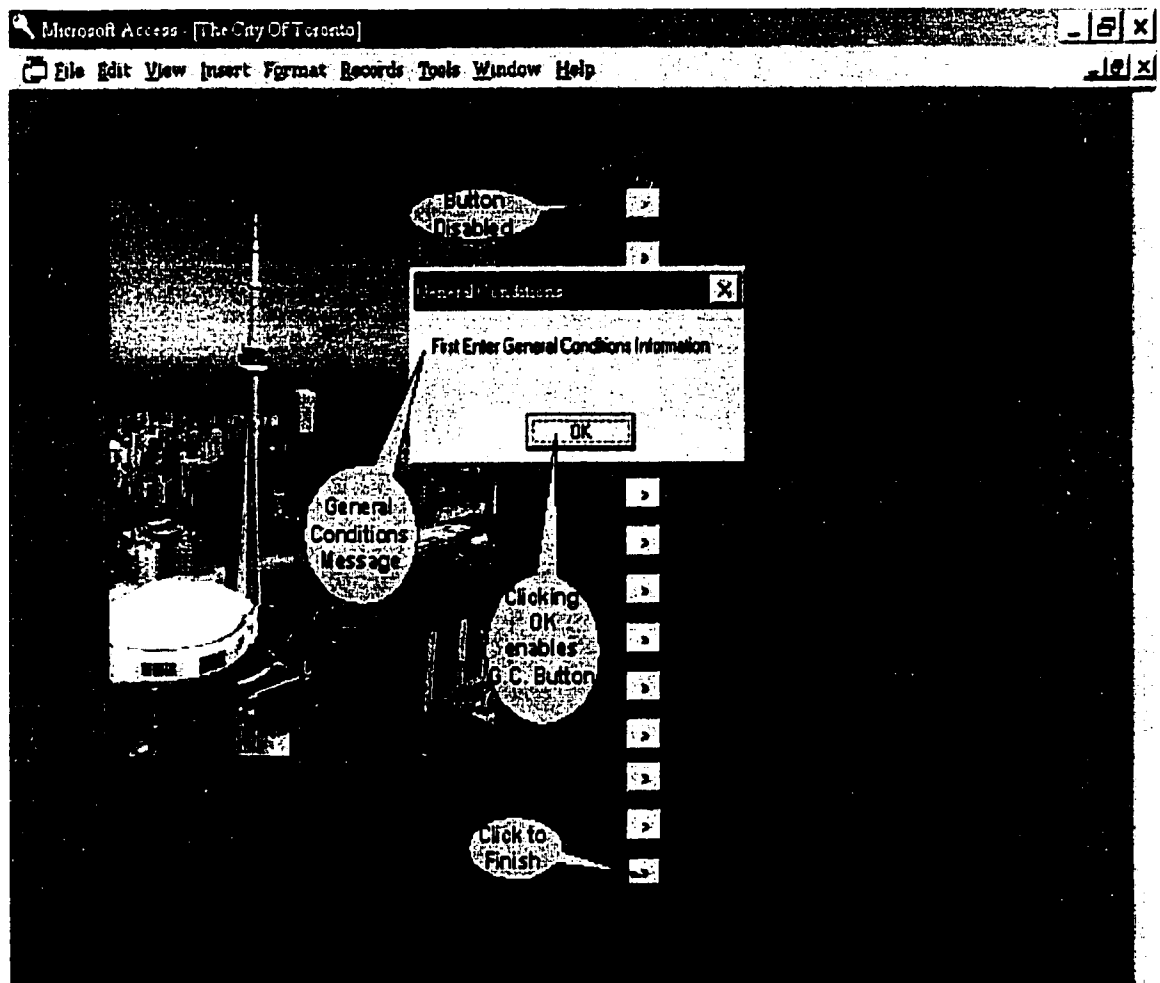 Microsoft Access - [The City Of Toronto]
File Edit View Insert Format Records Tools Window Help
Button
Disabled
General Conditions
First Enter General Conditions Information
OK
General
Conditions
Message
Clicking
OK
enables
G.C. Button
Click to
Finish